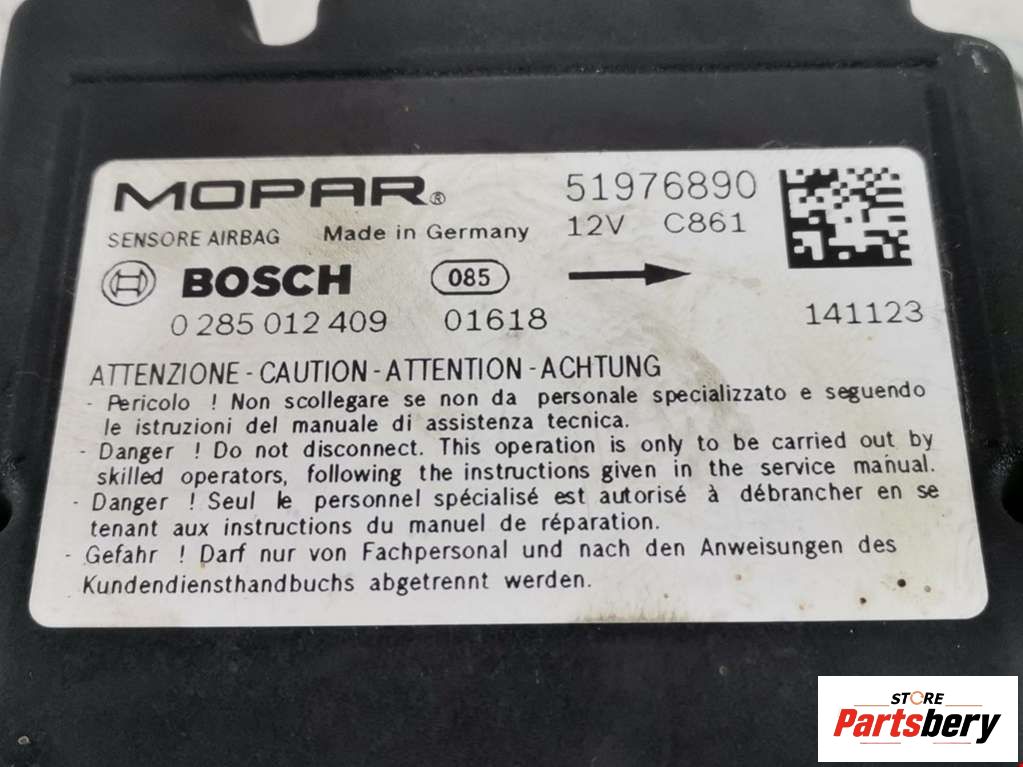 MOPAR® 51976890
SENSORE AIRBAG Made in Germany 12V C861
BOSCH 085
0 285 012 409 01618 141123
ATTENZIONE - CAUTION - ATTENTION - ACHTUNG
- Pericolo ! Non scollegare se non da personale specializzato e seguendo
le istruzioni del manuale di assistenza tecnica.
- Danger ! Do not disconnect. This operation is only to be carried out by
skilled operators, following the instructions given in the service manual.
- Danger ! Seul le personnel spécialisé est autorisé à débrancher en se
tenant aux instructions du manuel de réparation.
- Gefahr ! Darf nur von Fachpersonal und nach den Anweisungen des
Kundendiensthandbuchs abgetrennt werden.
STORE
Partsbery